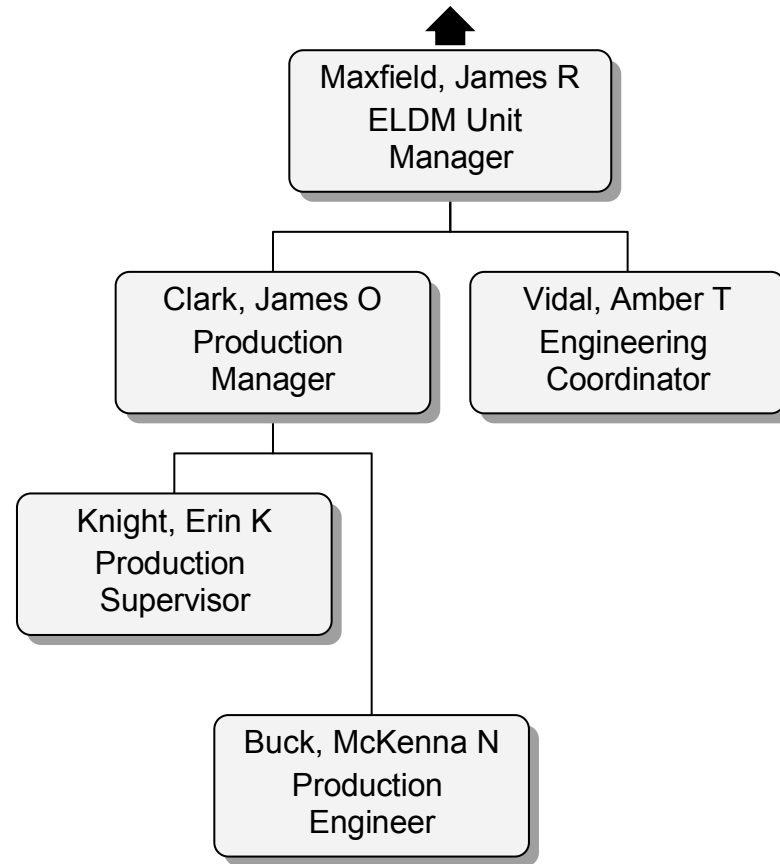 Maxfield, James R
ELDM Unit
Manager
Clark, James O
Production
Manager
Vidal, Amber T
Engineering
Coordinator
Knight, Erin K
Production
Supervisor
Buck, McKenna N
Production
Engineer